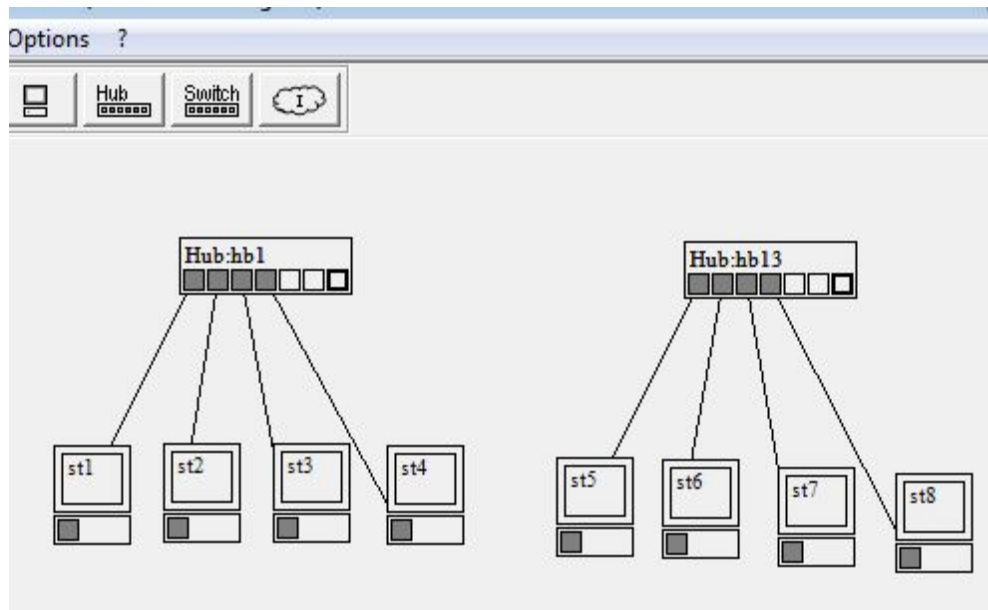 Options ?
Hub Switch I
Hub:hb1
Hub:hb13
st1 st2 st3 st4
st5 st6 st7 st8